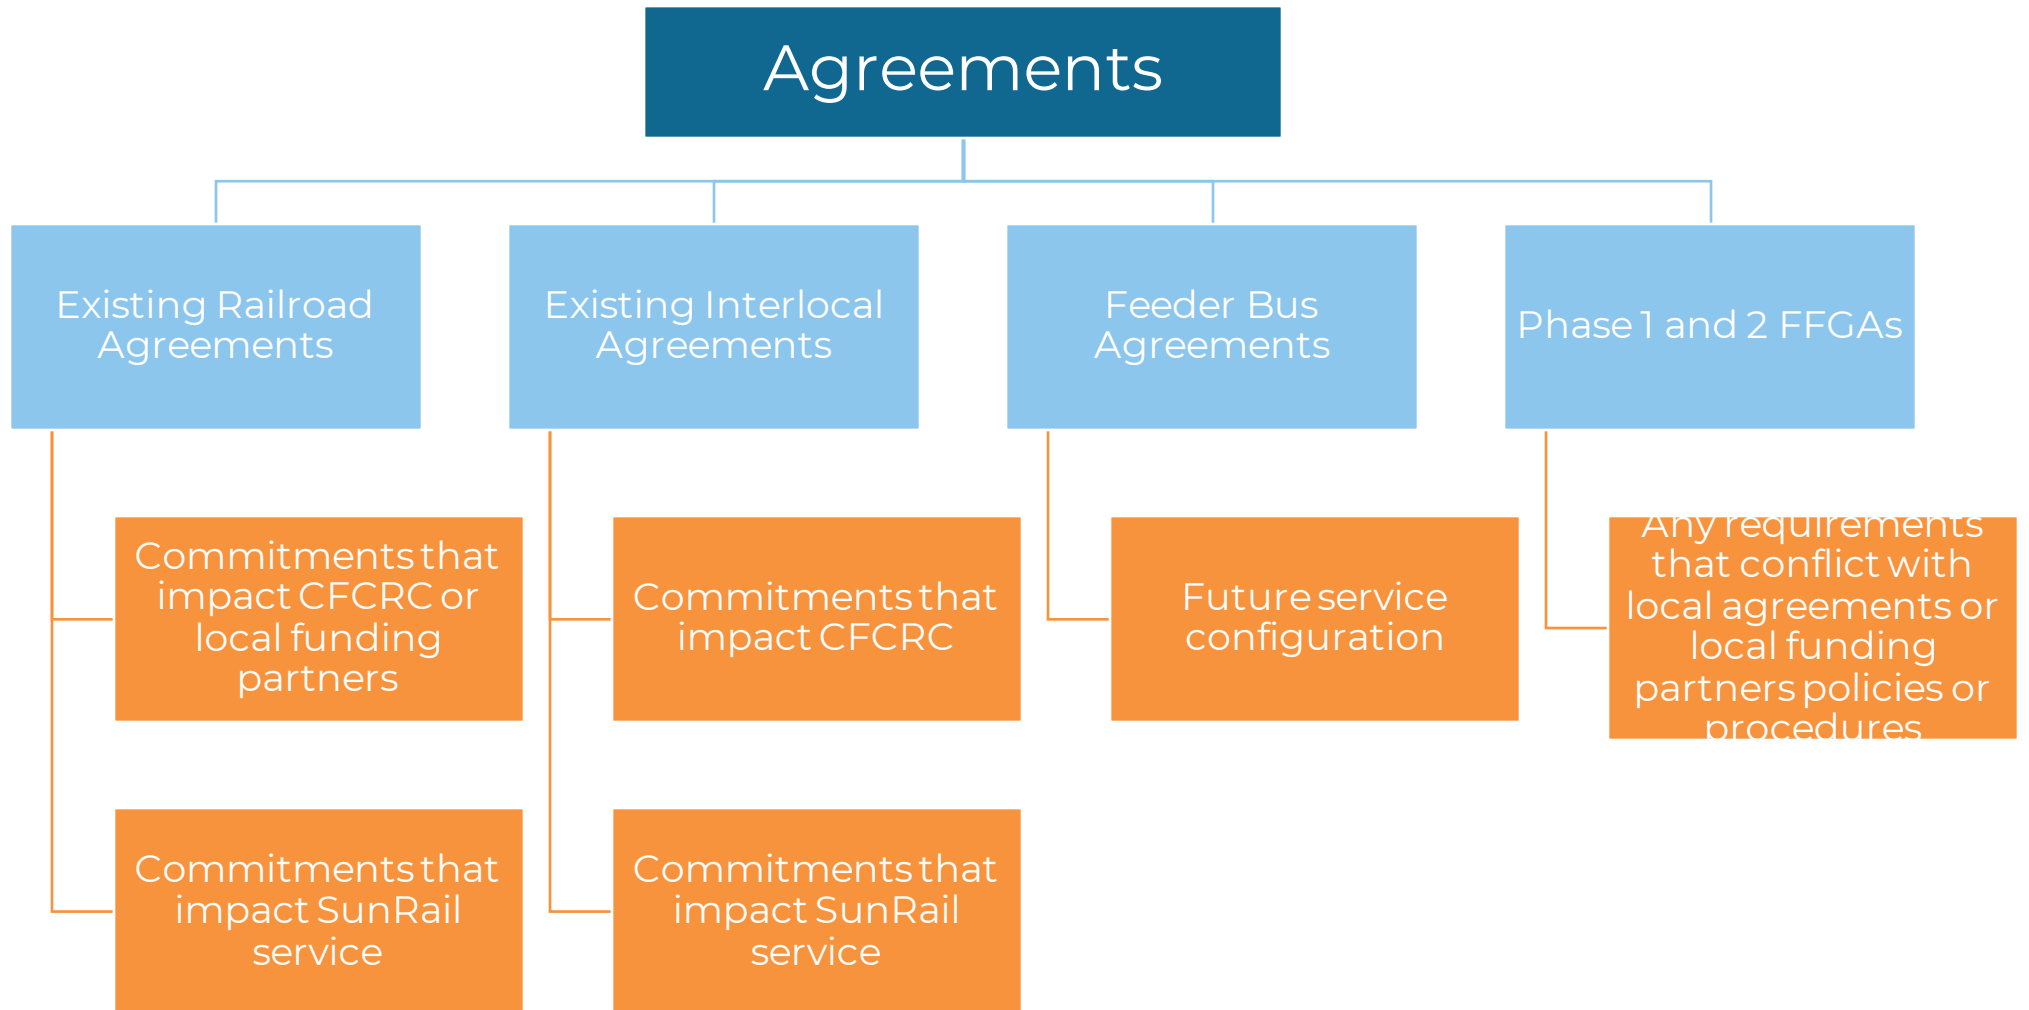 Agreements
Existing Railroad
Agreements
Existing Interlocal
Agreements
Feeder Bus
Agreements
Phase 1 and 2 FFGAs
Commitments that
impact CFCRC or
local funding
partners
Commitments that
impact CFCRC
Future service
configuration
Any requirements
that conflict with
local agreements or
local funding
partners policies or
procedures
Commitments that
impact SunRail
service
Commitments that
impact SunRail
service